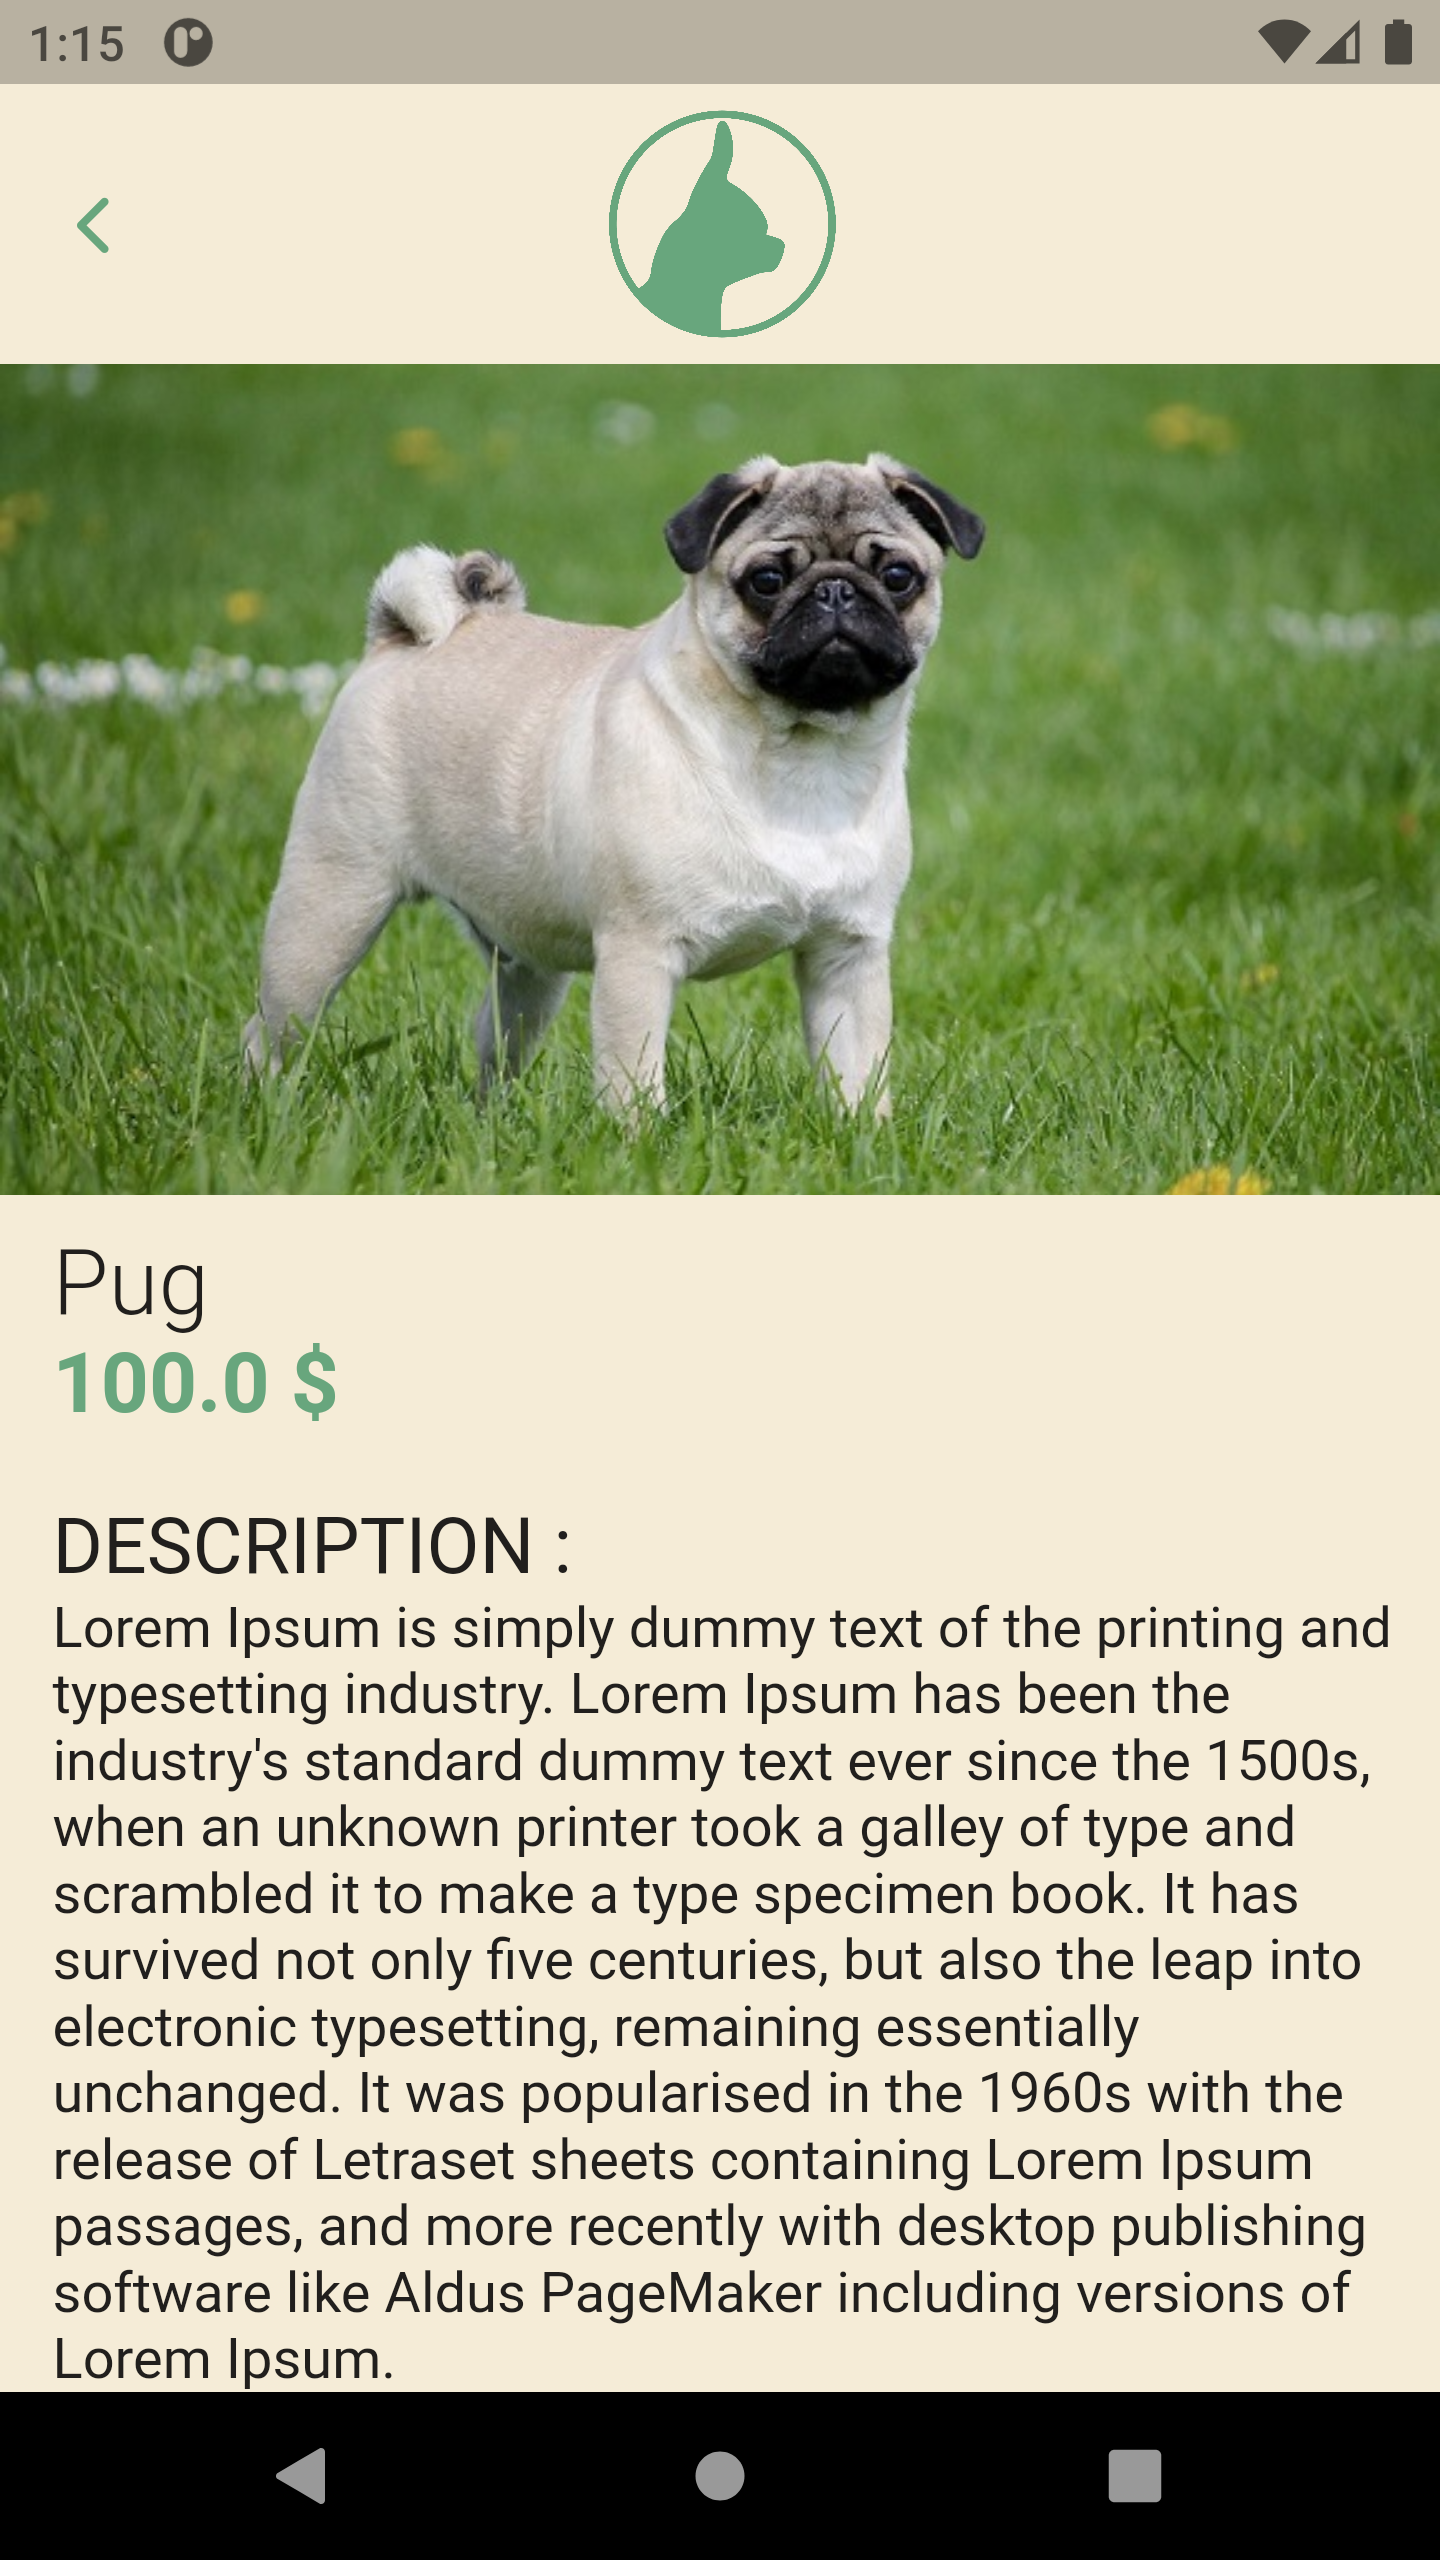 1:15
Pug
100.0 $
DESCRIPTION :
Lorem Ipsum is simply dummy text of the printing and
typesetting industry. Lorem Ipsum has been the
industry's standard dummy text ever since the 1500s,
when an unknown printer took a galley of type and
scrambled it to make a type specimen book. It has
survived not only five centuries, but also the leap into
electronic typesetting, remaining essentially
unchanged. It was popularised in the 1960s with the
release of Letraset sheets containing Lorem Ipsum
passages, and more recently with desktop publishing
software like Aldus PageMaker including versions of
Lorem Ipsum.